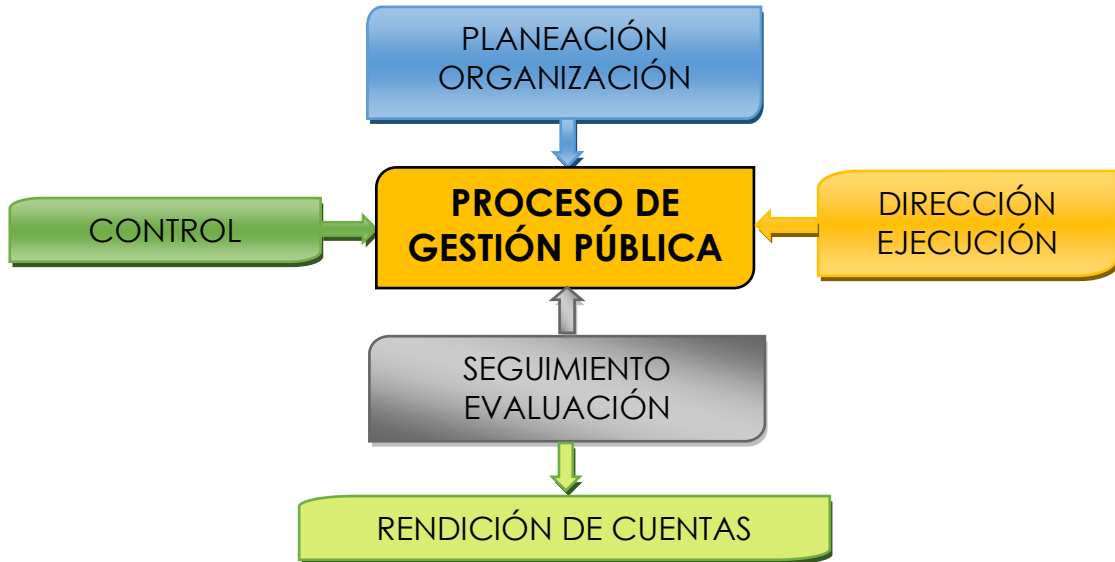 PLANEACIÓN
ORGANIZACIÓN
CONTROL
PROCESO DE
GESTIÓN PÚBLICA
DIRECCIÓN
EJECUCIÓN
SEGUIMIENTO
EVALUACIÓN
RENDICIÓN DE CUENTAS